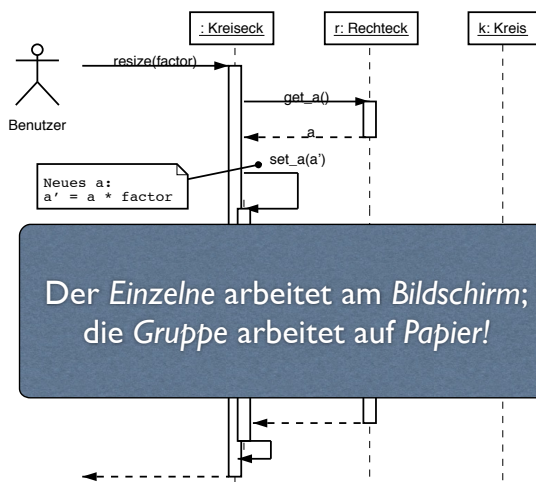 : Kreiseck
r: Rechteck
k: Kreis
resize(factor)
get_a()
Benutzer
a
set_a(a')
Neues a:
a' = a * factor
Der Einzelne arbeitet am Bildschirm;
die Gruppe arbeitet auf Papier!